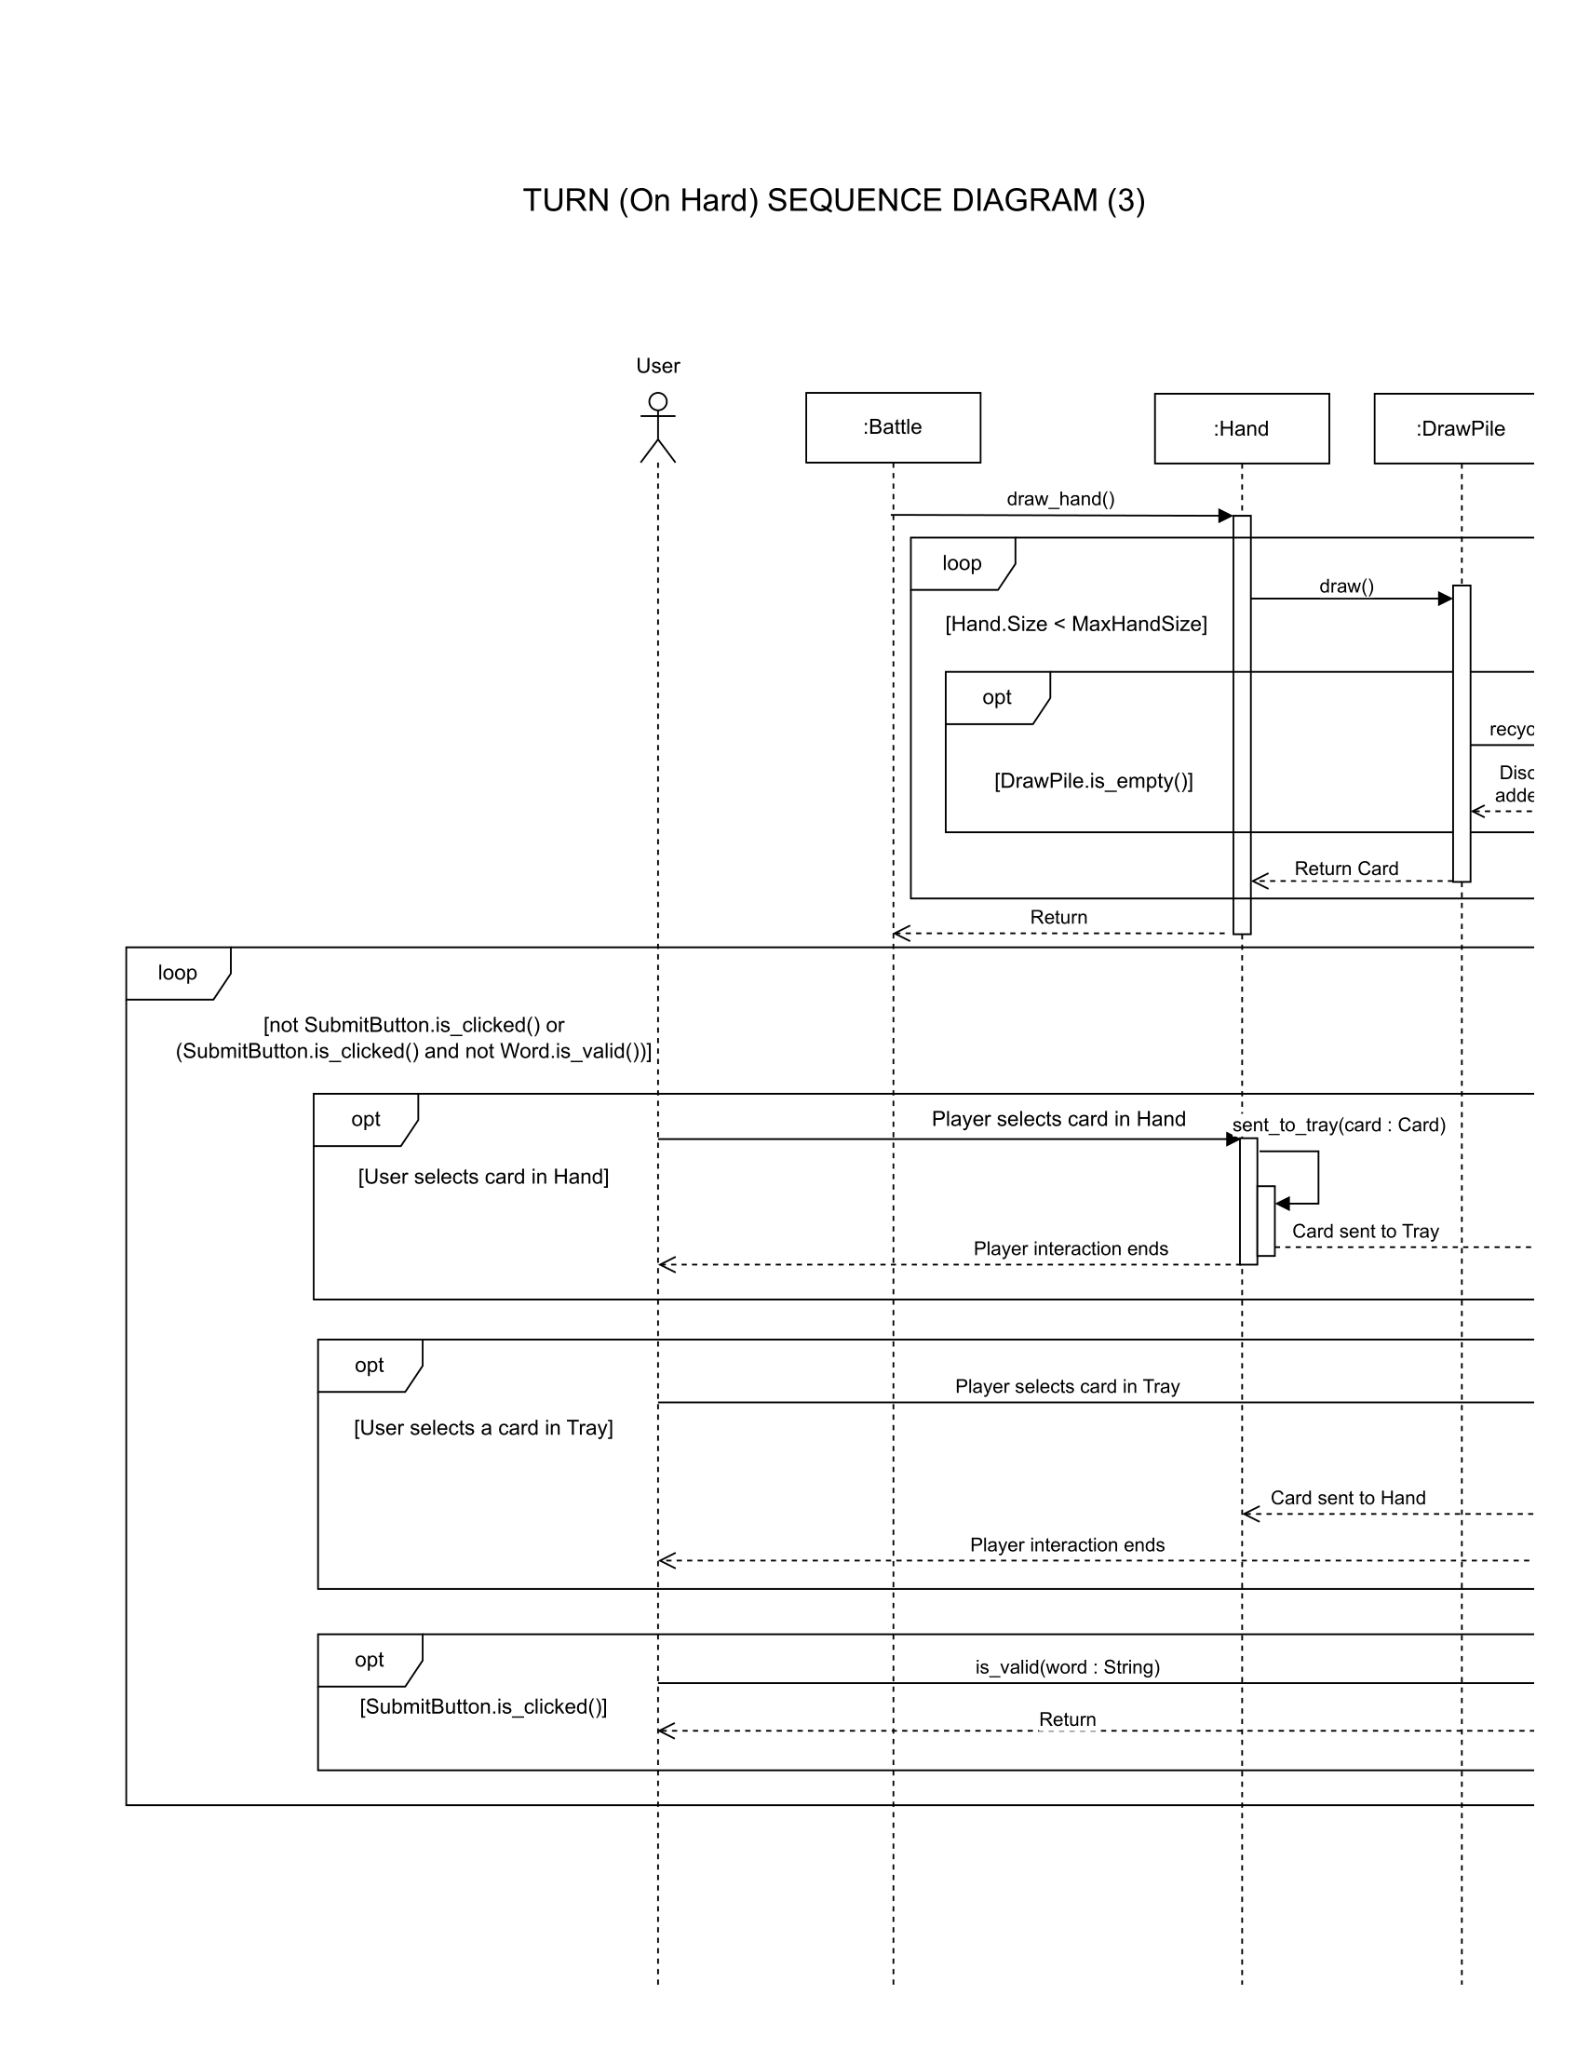 TURN (On Hard) SEQUENCE DIAGRAM (3)
User
:Battle
:Hand
:DrawPile
draw_hand()
loop
draw()
[Hand.Size < MaxHandSize]
opt
recyc
[DrawPile.is_empty()]
Disc
adde
Return Card
Return
loop
[not SubmitButton.is_clicked() or
(SubmitButton.is_clicked() and not Word.is_valid())]
opt
Player selects card in Hand
sent_to_tray(card : Card)
[User selects card in Hand]
Card sent to Tray
Player interaction ends
opt
Player selects card in Tray
[User selects a card in Tray]
Card sent to Hand
Player interaction ends
opt
is_valid(word : String)
[SubmitButton.is_clicked()]
Return